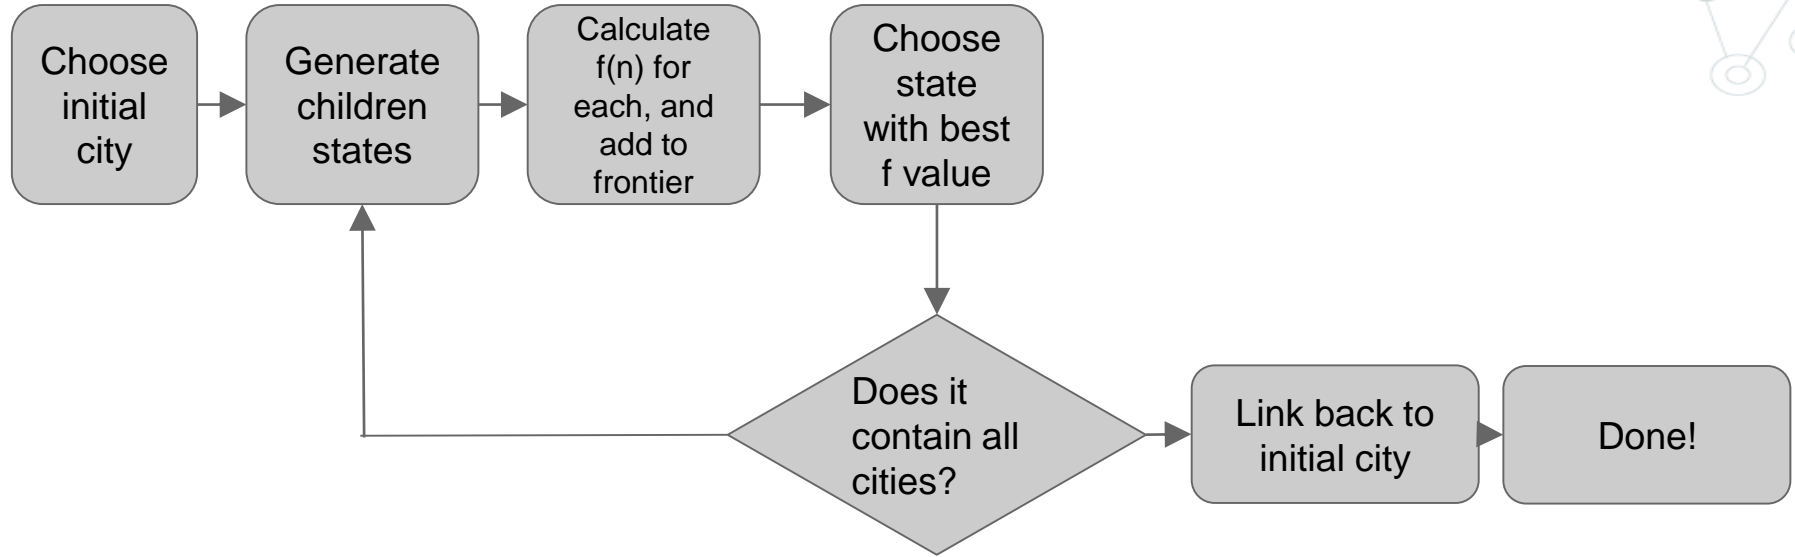 Choose
initial
city
Generate
children
states
Calculate
f(n) for
each, and
add to
frontier
Choose
state
with best
f value
Does it
contain all
cities?
Link back to
initial city
Done!